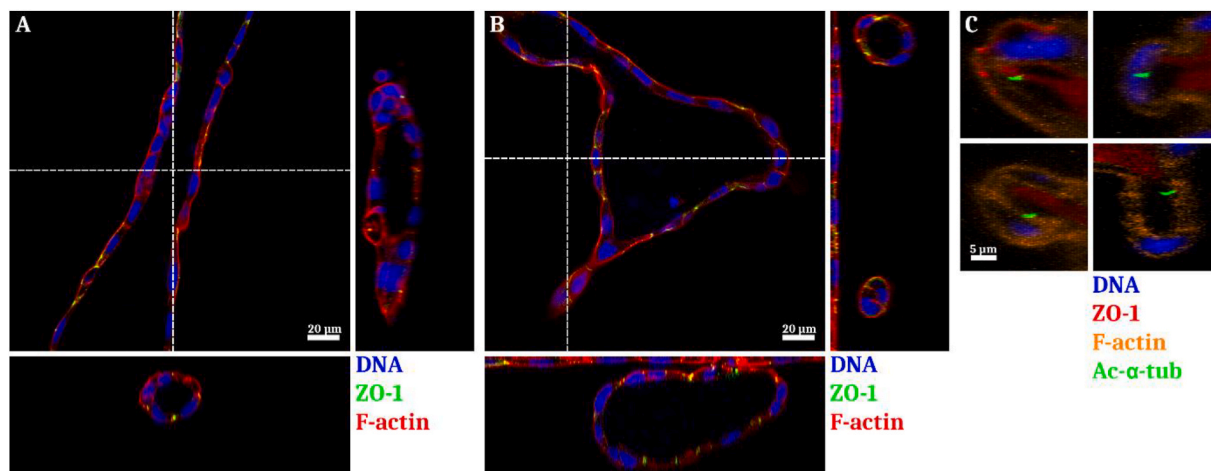 A
B
C
20 µm
20 µm
5 µm
DNA
ZO-1
F-actin
DNA
ZO-1
F-actin
DNA
ZO-1
F-actin
Ac-α-tub